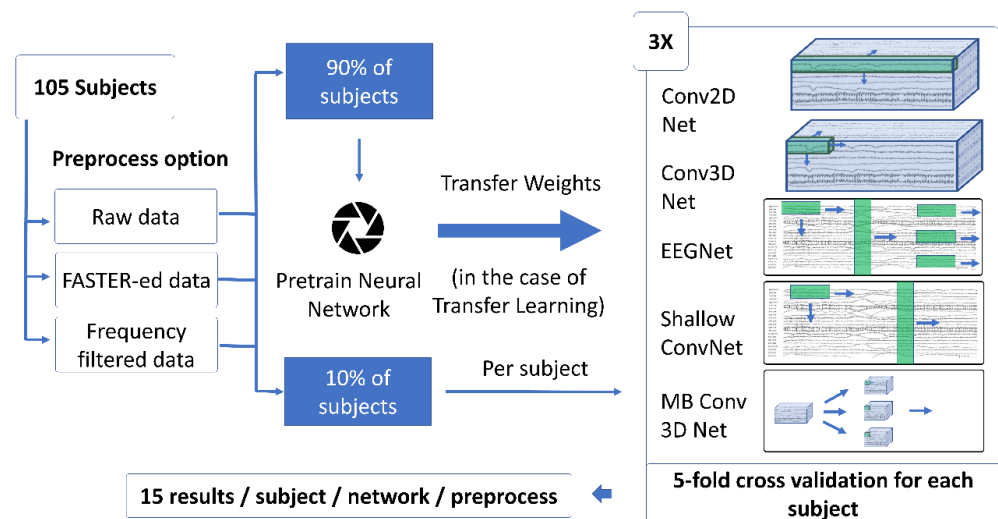 105 Subjects
Preprocess option
Raw data
FASTER-ed data
Frequency
filtered data
90% of
subjects
Pretrain Neural
Network
10% of
subjects
Transfer Weights
(in the case of
Transfer Learning)
Per subject
3X
Conv2D
Net
Conv3D
Net
EEGNet
Shallow
ConvNet
MB Conv
3D Net
5-fold cross validation for each
subject
15 results / subject / network / preprocess